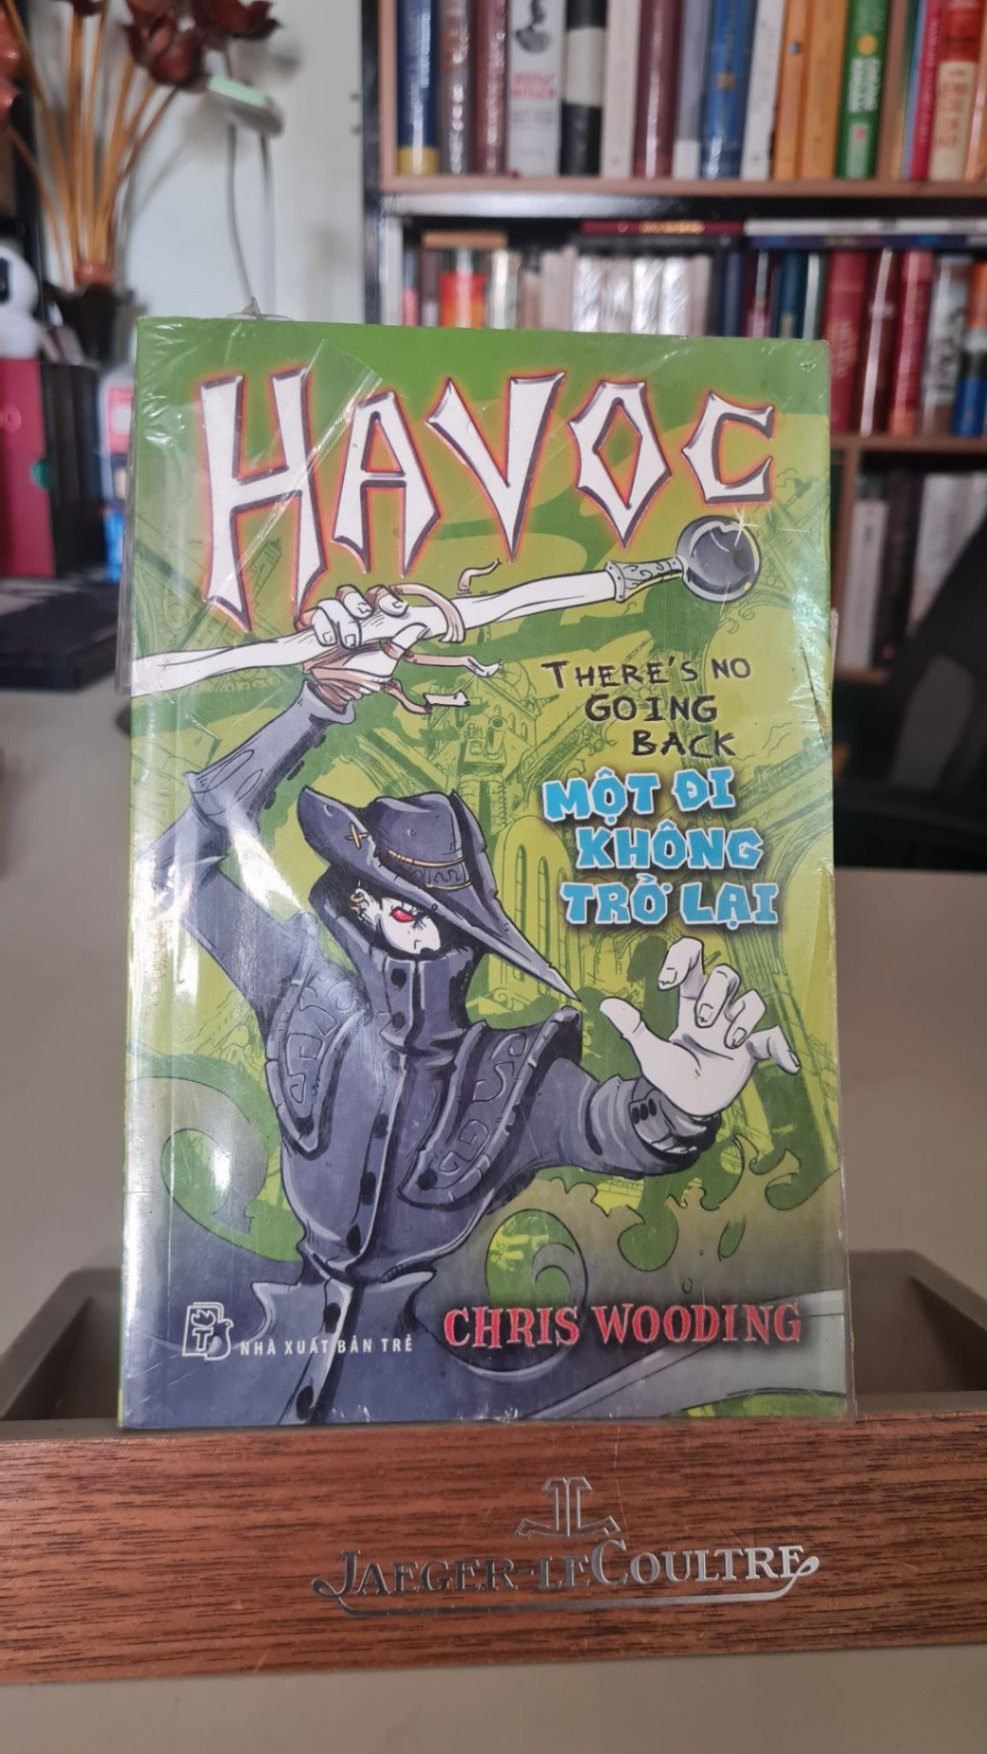 HAVOC
THERE'S NO
GOING
BACK
MỘT ĐI
KHÔNG
TRỞ LẠI
NHÀ XUẤT BẢN TRẺ
CHRIS WOODING
JAEGER-LECOULTRE